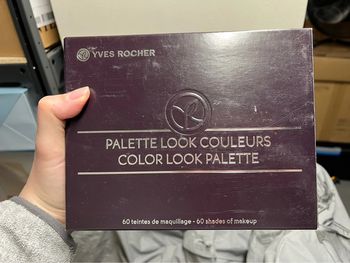 YVES ROCHER
PALETTE LOOK COULEURS
COLOR LOOK PALETTE
60 teintes de maquillage - 60 shades of makeup